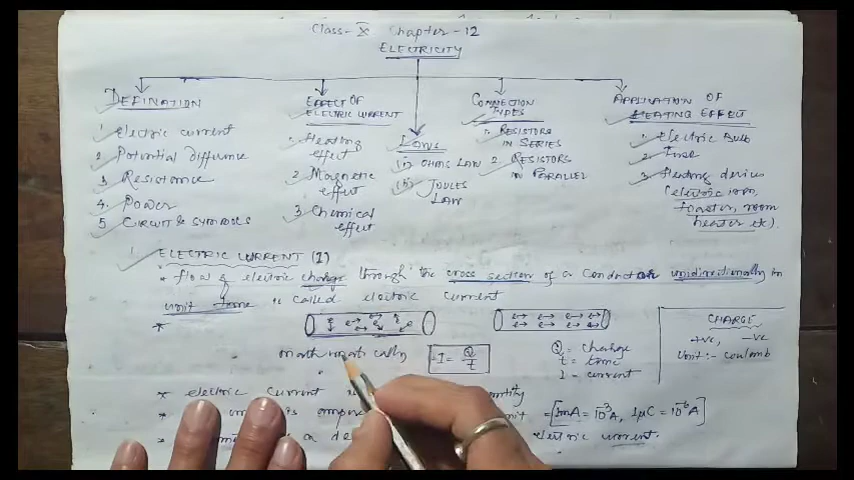 Class - X Chapter - 12
ELECTRICITY
DEFINATION
1 Electric current
2 Potential difference
3 Resistance
4. Power
5 CIRCUIT & SYMBOLS
EFFECT OF
ELECTRIC CURRENT
1. Heating
effect
2 Magnetic
effect
3 Chemical
effect
LAWS
(i) OHMS LAW
(ii) JOULES
LAW
CONNECTION
TYPES
1. RESISTORS
IN SERIES
2 RESISTORS
IN PARALLEL
APPLICATION OF
HEATING EFFECT
1. Electric Bulb
2. Fuse
3. Heating devices
(electric iron,
toaster, room
heater etc).
1 ELECTRIC CURRENT (I)
* flow of electric charge through the cross section of a conductor unidirectionally in
unit time is called electric current
*
mathematically I = Q/t
Q = charge
t = time
I = current
CHARGE
+ve, -ve
Unit :- coulomb
* electric current
* is = [1mA = 10⁻³A, 1μC = 10⁻⁶A]
* electric current.